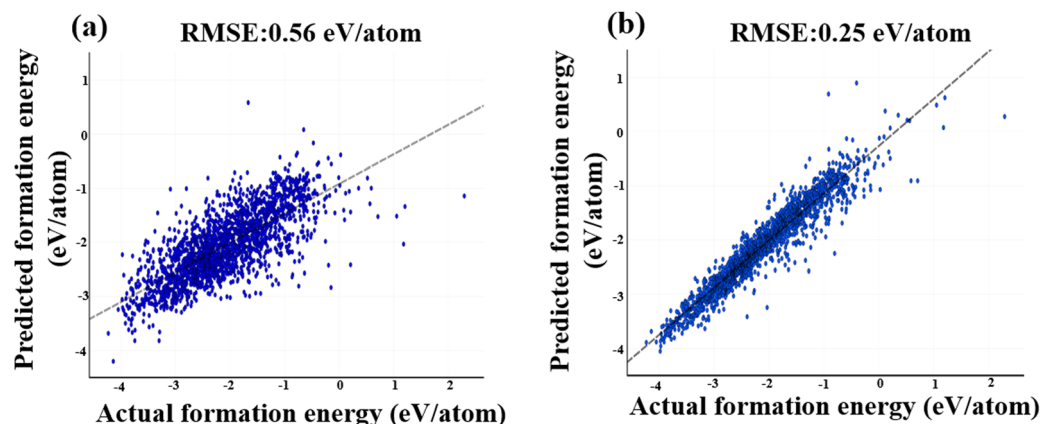 (a)
RMSE:0.56 eV/atom
Predicted formation energy
(eV/atom)
1
0
-1
-2
-3
-4
-4 -3 -2 -1 0 1 2
Actual formation energy (eV/atom)
(b)
RMSE:0.25 eV/atom
Predicted formation energy
(eV/atom)
1
0
-1
-2
-3
-4
-4 -3 -2 -1 0 1 2
Actual formation energy (eV/atom)